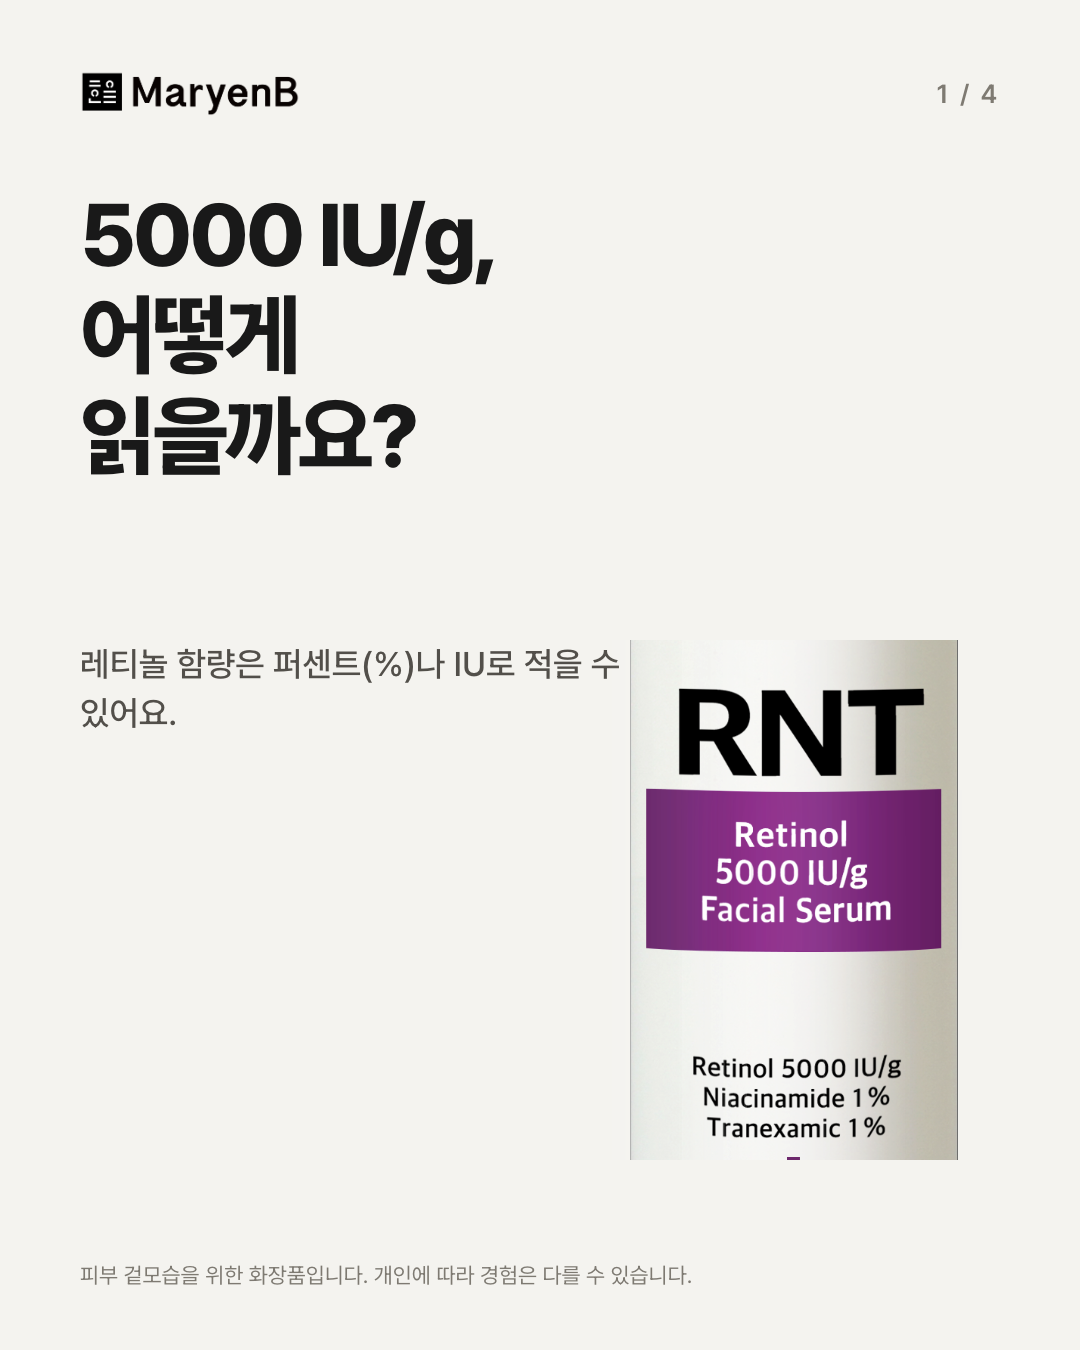 MaryenB
1 / 4
5000 IU/g,
어떻게
읽을까요?
레티놀 함량은 퍼센트(%)나 IU로 적을 수
있어요.
RNT
Retinol
5000 IU/g
Facial Serum
Retinol 5000 IU/g
Niacinamide 1%
Tranexamic 1%
피부 겉모습을 위한 화장품입니다. 개인에 따라 경험은 다를 수 있습니다.